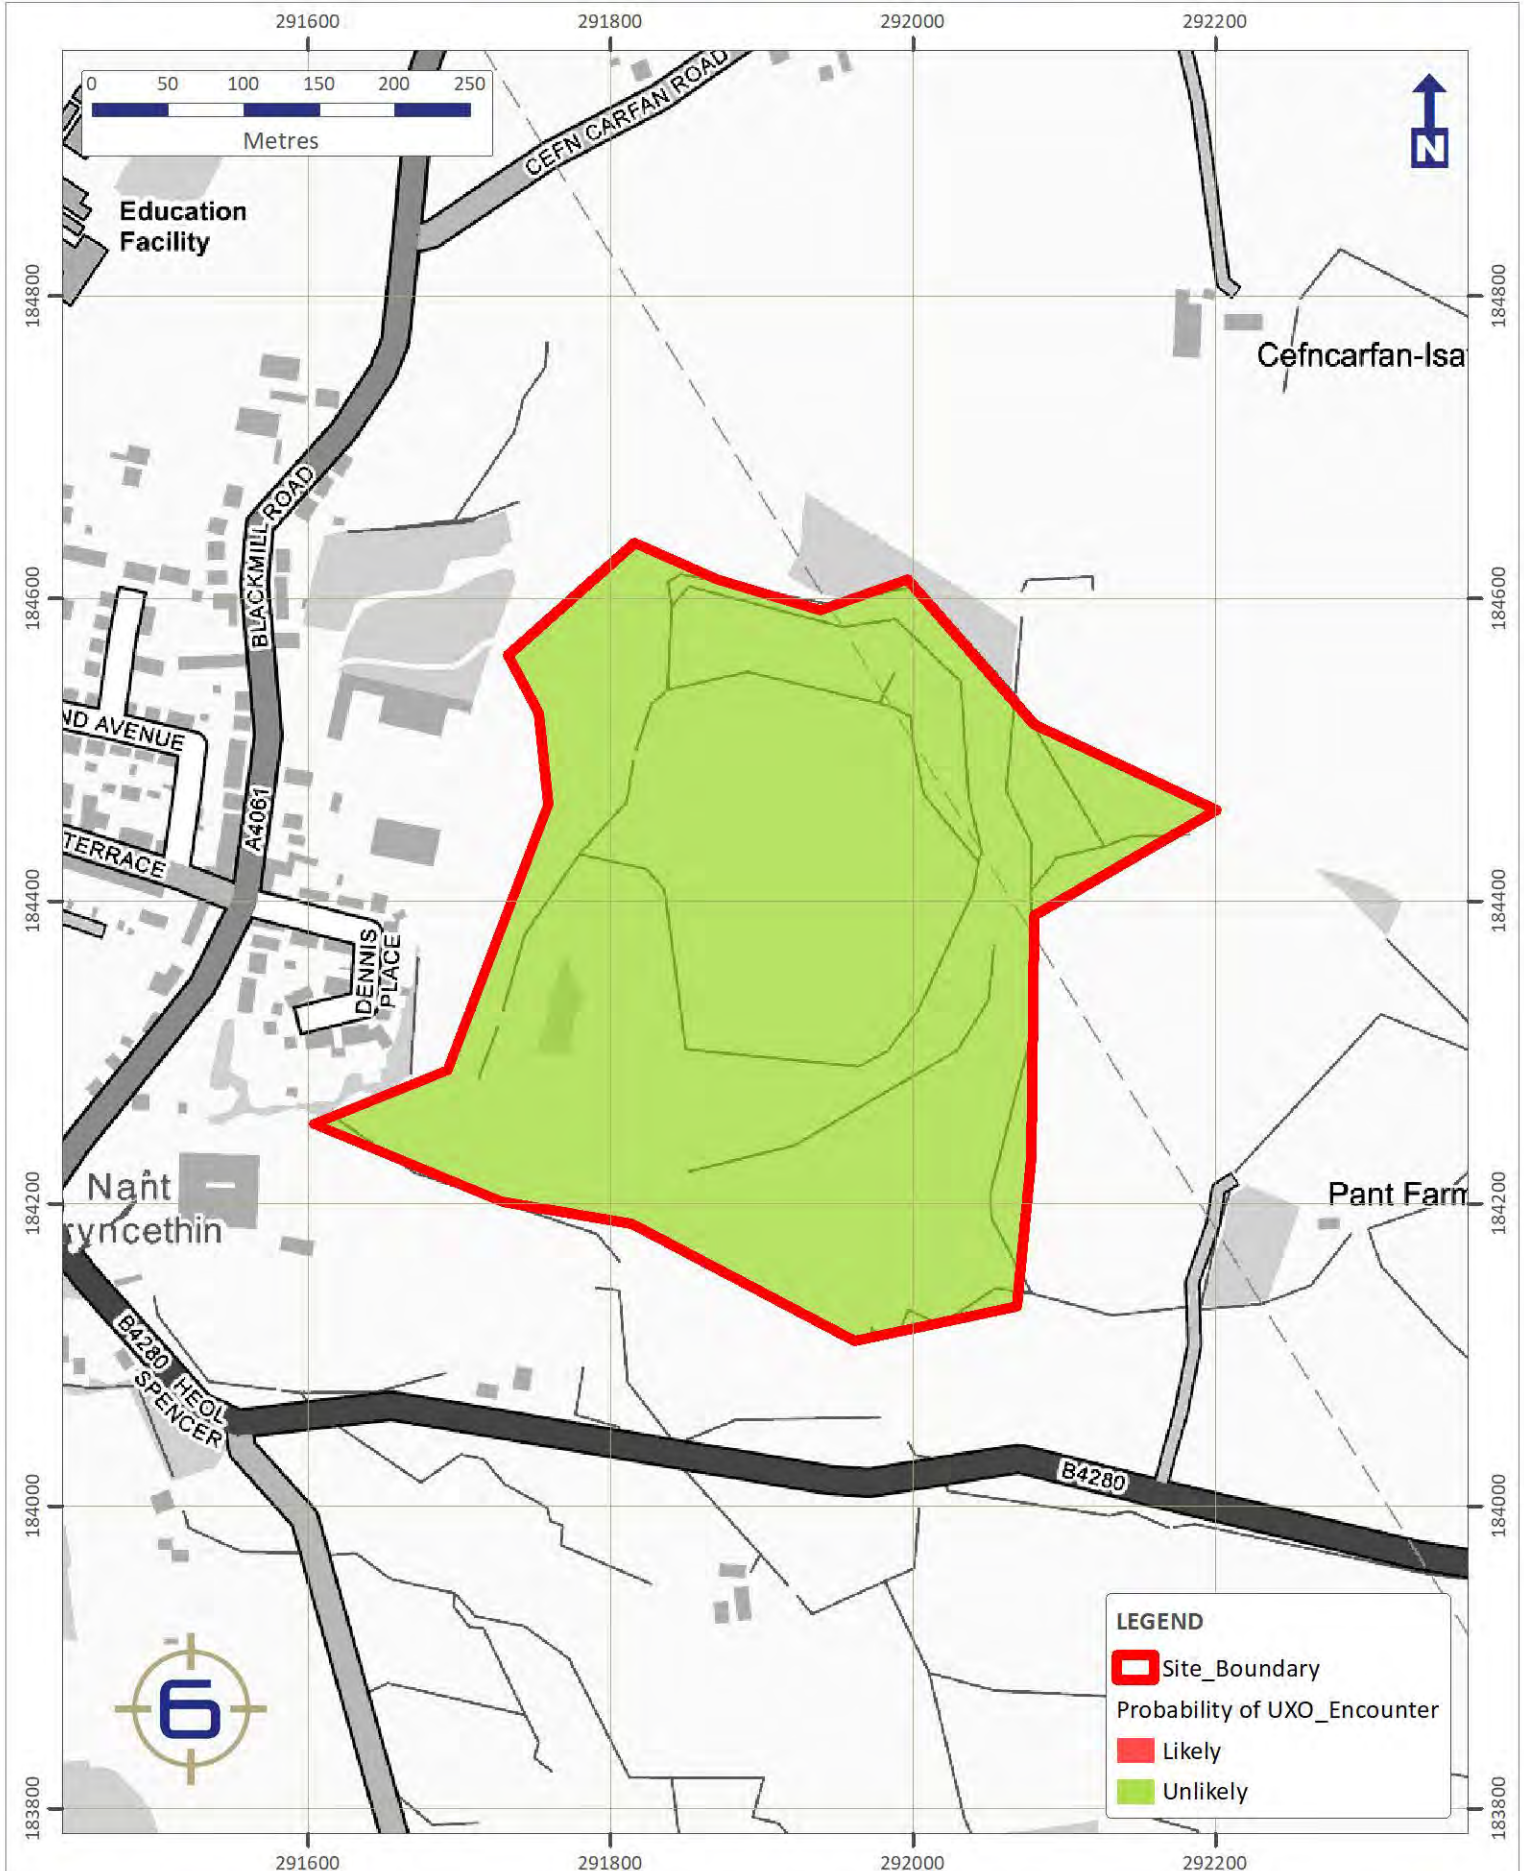 291600 291800 292000 292200
0 50 100 150 200 250
Metres
CEFN CARFAN ROAD
N
Education
Facility
184800
184800
Cefncarfan-Isa
BLACKMILL ROAD
184600
184600
ND AVENUE
A4061
TERRACE
184400
184400
DENNIS
PLACE
Nant
ryncethin
184200
184200
Pant Farm
B4280
HEOL
SPENCER
B4280
184000
184000
LEGEND
Site_Boundary
Probability of UXO_Encounter
Likely
Unlikely
6
183800
183800
291600 291800 292000 292200